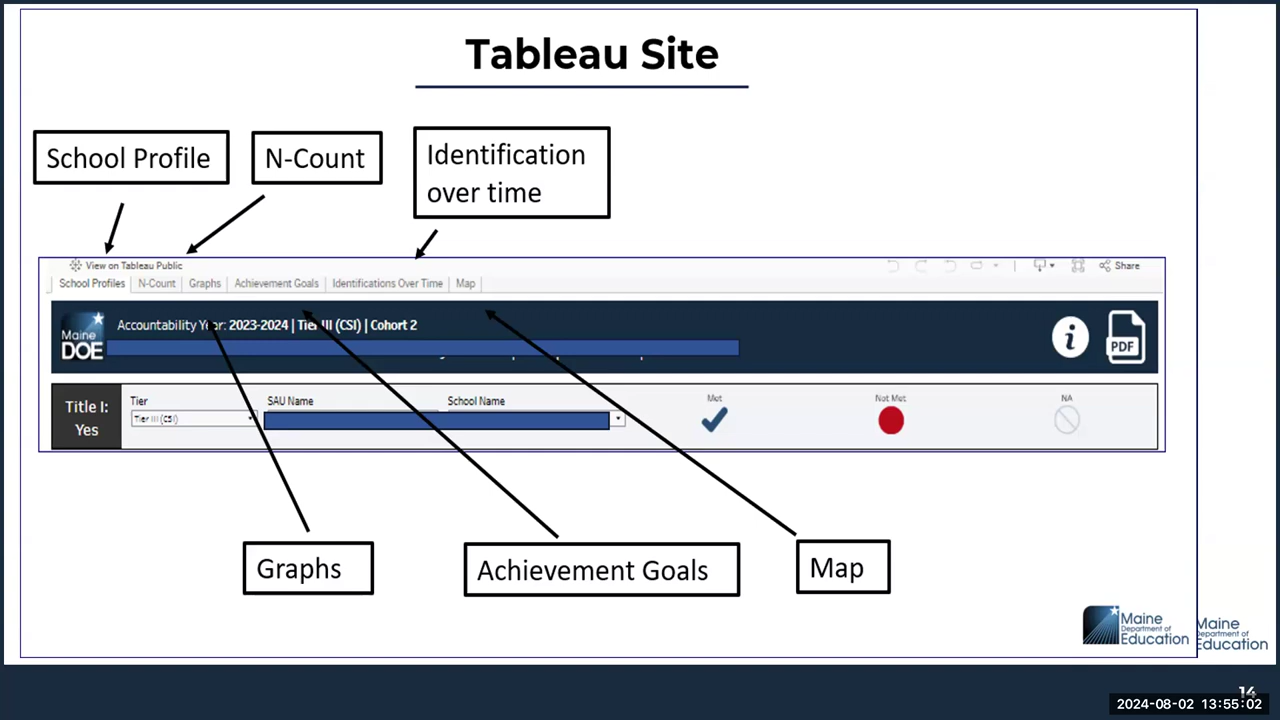 Tableau Site
School Profile
N-Count
Identification
over time
View on Tableau Public
Share
School Profiles
N-Count
Graphs
Achievement Goals
Identifications Over Time
Map
Maine
DOE
Accountability Year: 2023-2024 | Tier III (CSI) | Cohort 2
PDF
Title I:
Yes
Tier
SAU Name
School Name
Met
Not Met
NA
Tier III (CSI)
Graphs
Achievement Goals
Map
Maine
Department of
Education
Maine
Department of
Education
14
2024-08-02 13:55:02